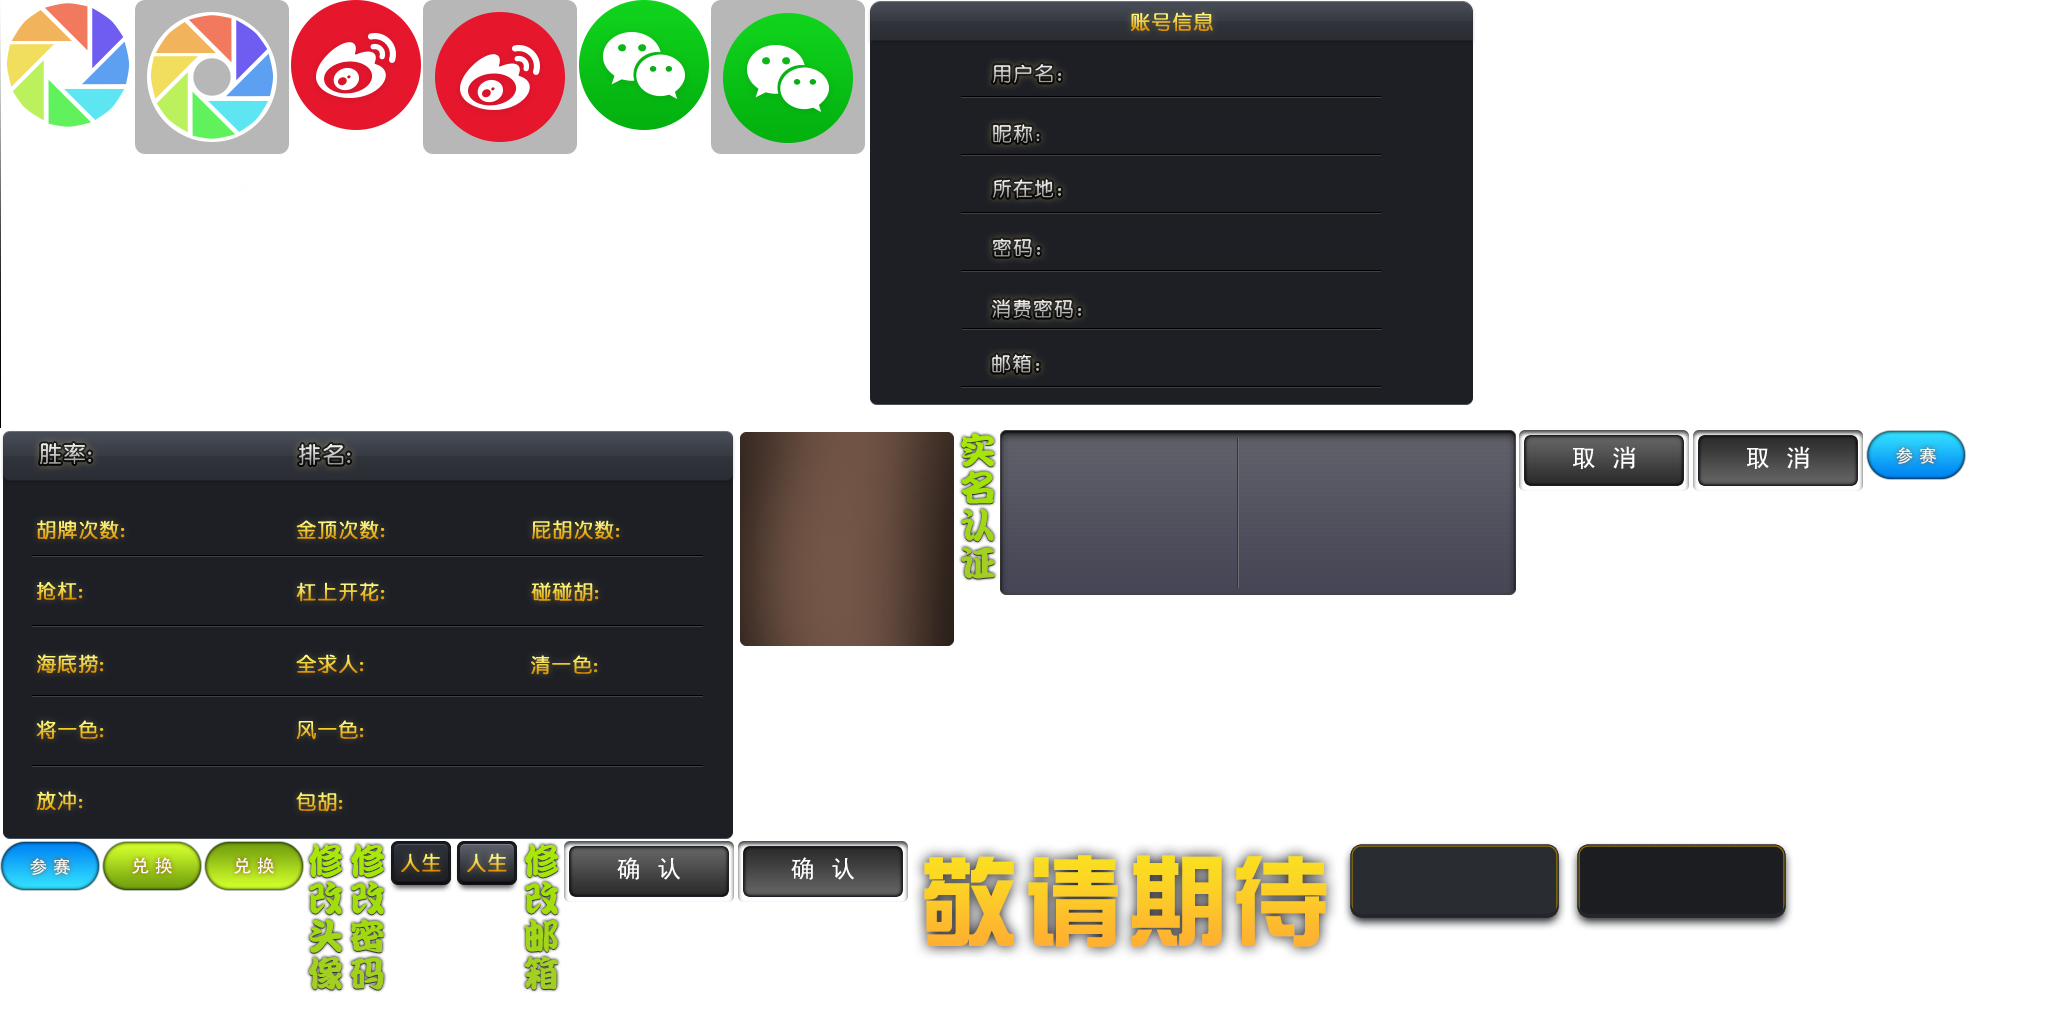 账号信息
用户名:
昵称:
所在地:
密码:
消费密码:
邮箱:
胜率:
排名:
胡牌次数:
金顶次数:
屁胡次数:
抢杠:
杠上开花:
碰碰胡:
海底捞:
全求人:
清一色:
将一色:
风一色:
放冲:
包胡:
实名认证
取消
取消
参赛
参赛
兑换
兑换
修改头像
修改密码
人生
人生
修改邮箱
确认
确认
敬请期待